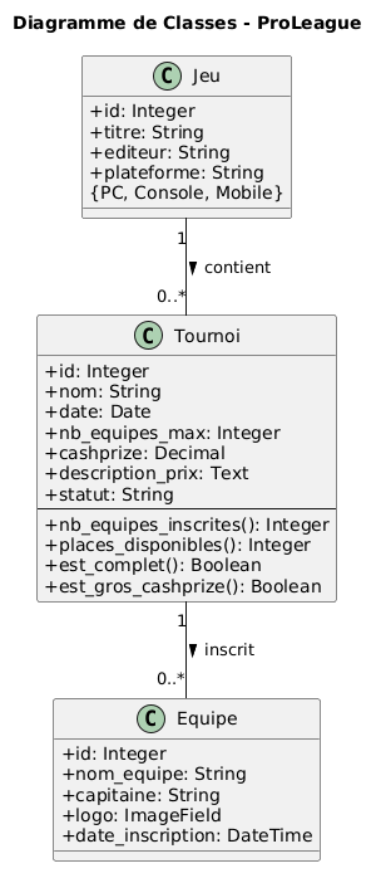 Diagramme de Classes - ProLeague
C Jeu
+id: Integer
+titre: String
+editeur: String
+plateforme: String
{PC, Console, Mobile}
1
contient
0..*
C Tournoi
+id: Integer
+nom: String
+date: Date
+nb_equipes_max: Integer
+cashprize: Decimal
+description_prix: Text
+statut: String
+nb_equipes_inscrites(): Integer
+places_disponibles(): Integer
+est_complet(): Boolean
+est_gros_cashprize(): Boolean
1
inscrit
0..*
C Equipe
+id: Integer
+nom_equipe: String
+capitaine: String
+logo: ImageField
+date_inscription: DateTime